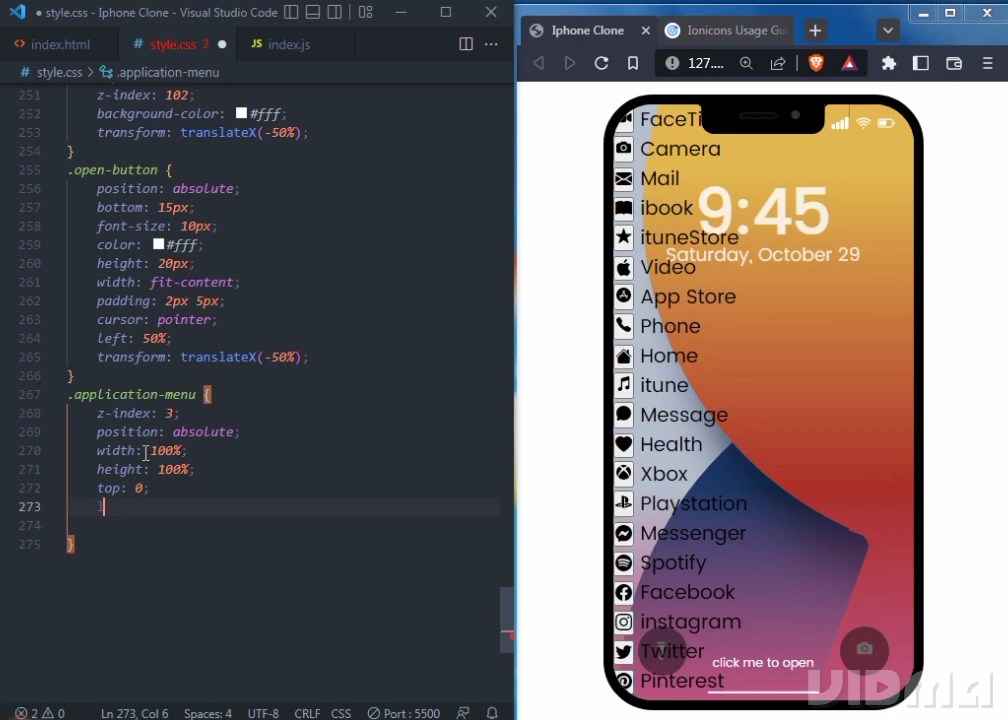 style.css - Iphone Clone - Visual Studio Code
index.html
# style.css 2
JS index.js
# style.css > .application-menu
251 z-index: 102;
252 background-color: #fff;
253 transform: translateX(-50%);
254 }
255 .open-button {
256 position: absolute;
257 bottom: 15px;
258 font-size: 10px;
259 color: #fff;
260 height: 20px;
261 width: fit-content;
262 padding: 2px 5px;
263 cursor: pointer;
264 left: 50%;
265 transform: translateX(-50%);
266 }
267 .application-menu {
268 z-index: 3;
269 position: absolute;
270 width: 100%;
271 height: 100%;
272 top: 0;
273 l
274
275 }
2 0 Ln 273, Col 6 Spaces: 4 UTF-8 CRLF CSS Port : 5500
Iphone Clone
Ionicons Usage Gu
127....
FaceTi
Camera
Mail
ibook
9:45
ituneStore
Saturday, October 29
Video
App Store
Phone
Home
itune
Message
Health
Xbox
Playstation
Messenger
Spotify
Facebook
instagram
Twitter
click me to open
Pinterest
VIDMA